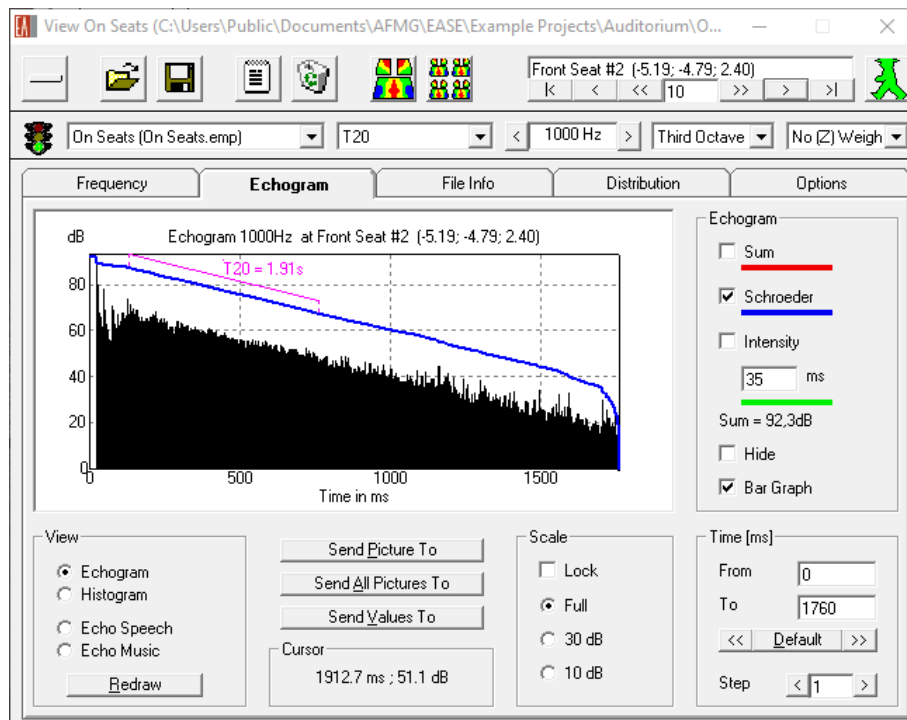 View On Seats (C:\Users\Public\Documents\AFMG\EASE\Example Projects\Auditorium\O...
Front Seat #2 (-5.19; -4.79; 2.40)
K < << 10 >> > >|
On Seats (On Seats.emp) T20 < 1000 Hz > Third Octave No (Z) Weigh
Frequency Echogram File Info Distribution Options
dB Echogram 1000Hz at Front Seat #2 (-5.19; -4.79; 2.40)
T20 = 1.91s
80
60
40
20
0
0 500 1000 1500
Time in ms
Echogram
Sum
Schroeder
Intensity
35 ms
Sum = 92,3dB
Hide
Bar Graph
View
Echogram
Histogram
Echo Speech
Echo Music
Redraw
Send Picture To
Send All Pictures To
Send Values To
Cursor
1912.7 ms ; 51.1 dB
Scale
Lock
Full
30 dB
10 dB
Time [ms]
From 0
To 1760
<< Default >>
Step < 1 >